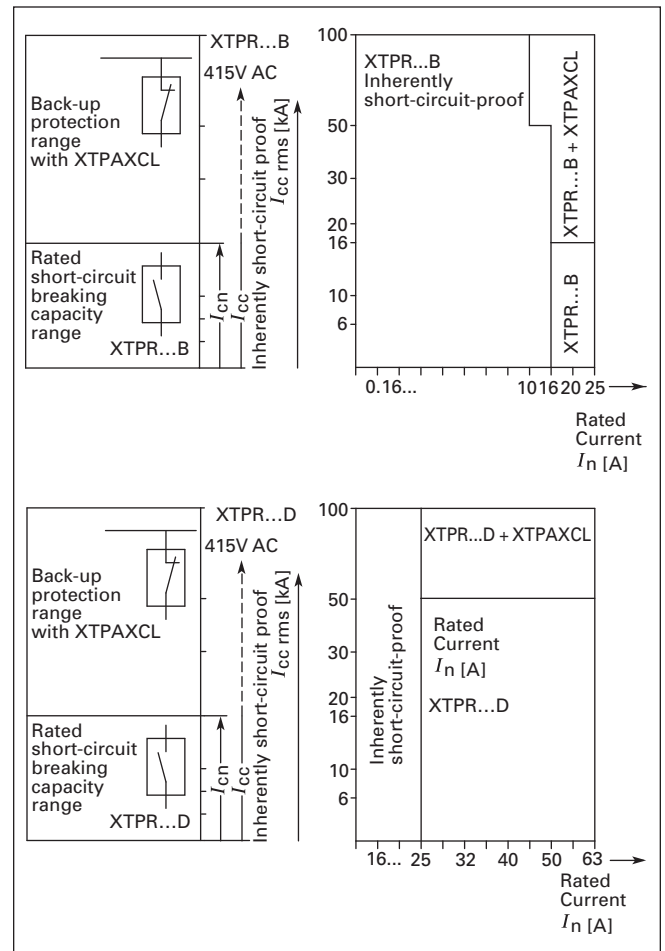 XTPR...B
415V AC
Back-up
protection
range
with XTPAXCL
Rated
short-circuit
breaking
capacity
range
XTPR...B
Icn
Icc
Inherently short-circuit proof
Icc rms [kA]
100
50
30
20
16
10
6
XTPR...B
Inherently
short-circuit-proof
XTPR...B + XTPAXCL
XTPR...B
0.16... 10 16 20 25
Rated
Current
In [A]
XTPR...D
415V AC
Back-up
protection
range
with XTPAXCL
Rated
short-circuit
breaking
capacity
range
XTPR...D
Icn
Icc
Inherently short-circuit proof
Icc rms [kA]
100
50
30
20
16
10
6
Inherently
short-circuit-proof
XTPR...D + XTPAXCL
Rated
Current
In [A]
XTPR...D
16... 25 32 40 50 63
Rated
Current
In [A]